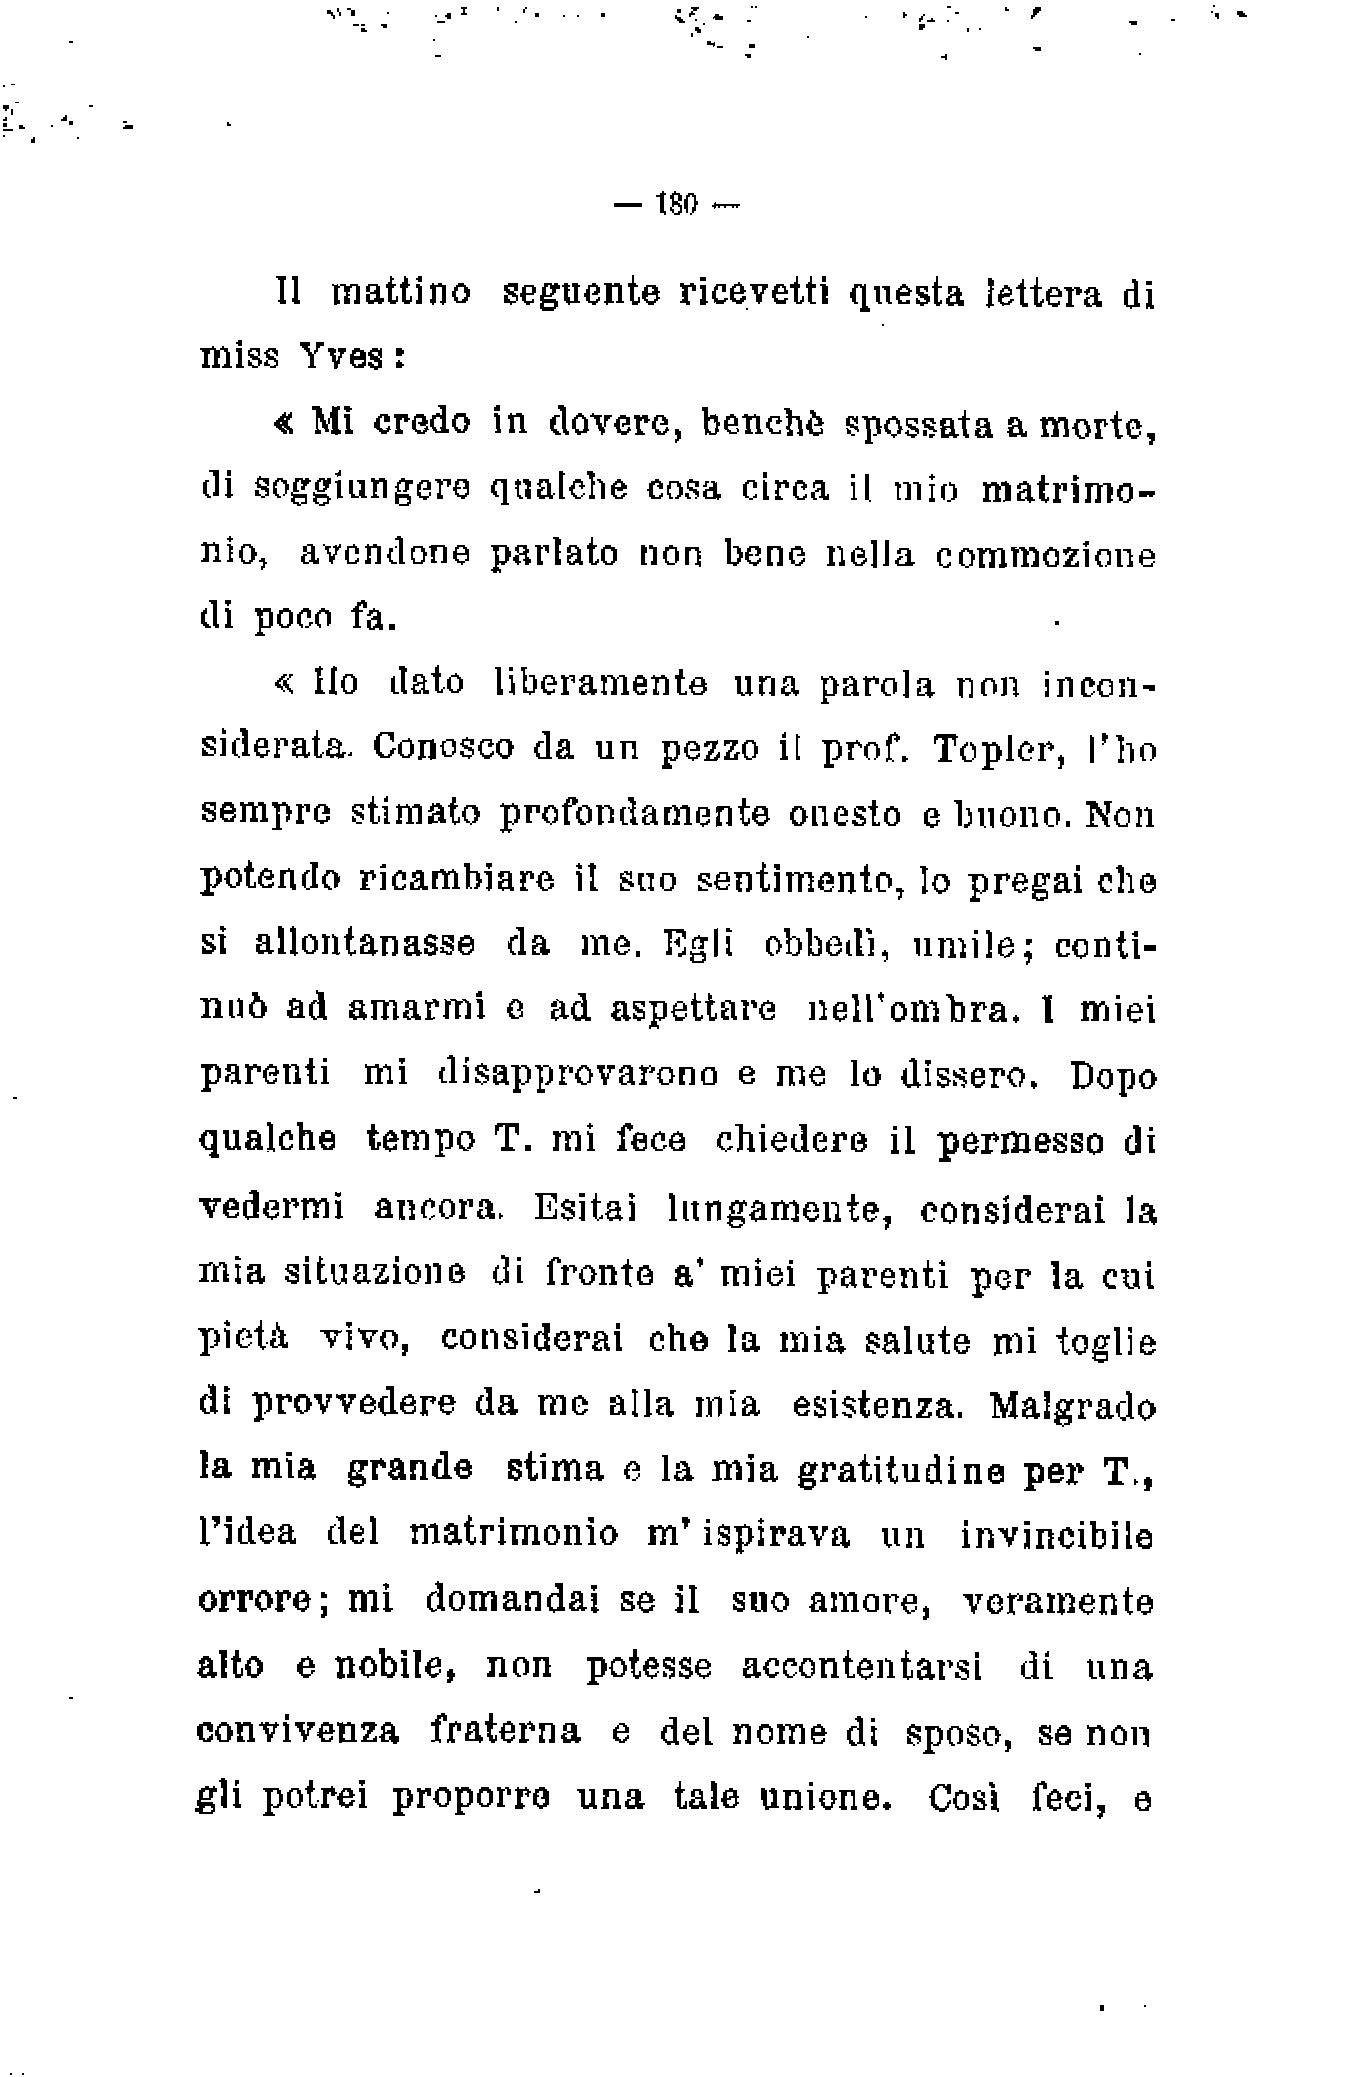 — 180 —
Il mattino seguente ricevetti questa lettera di
miss Yves :
« Mi credo in dovere, benchè spossata a morte,
di soggiungere qualche cosa circa il mio matrimo-
nio, avendone parlato non bene nella commozione
di poco fa.
« Ho dato liberamente una parola non incon-
siderata. Conosco da un pezzo il prof. Topler, l'ho
sempre stimato profondamente onesto e buono. Non
potendo ricambiare il suo sentimento, lo pregai che
si allontanasse da me. Egli obbedì, umile; conti-
nuò ad amarmi e ad aspettare nell'ombra. I miei
parenti mi disapprovarono e me lo dissero. Dopo
qualche tempo T. mi fece chiedere il permesso di
vedermi ancora. Esitai lungamente, considerai la
mia situazione di fronte a' miei parenti per la cui
pietà vivo, considerai che la mia salute mi toglie
di provvedere da me alla mia esistenza. Malgrado
la mia grande stima e la mia gratitudine per T.,
l'idea del matrimonio m' ispirava un invincibile
orrore; mi domandai se il suo amore, veramente
alto e nobile, non potesse accontentarsi di una
convivenza fraterna e del nome di sposo, se non
gli potrei proporre una tale unione. Così feci, e